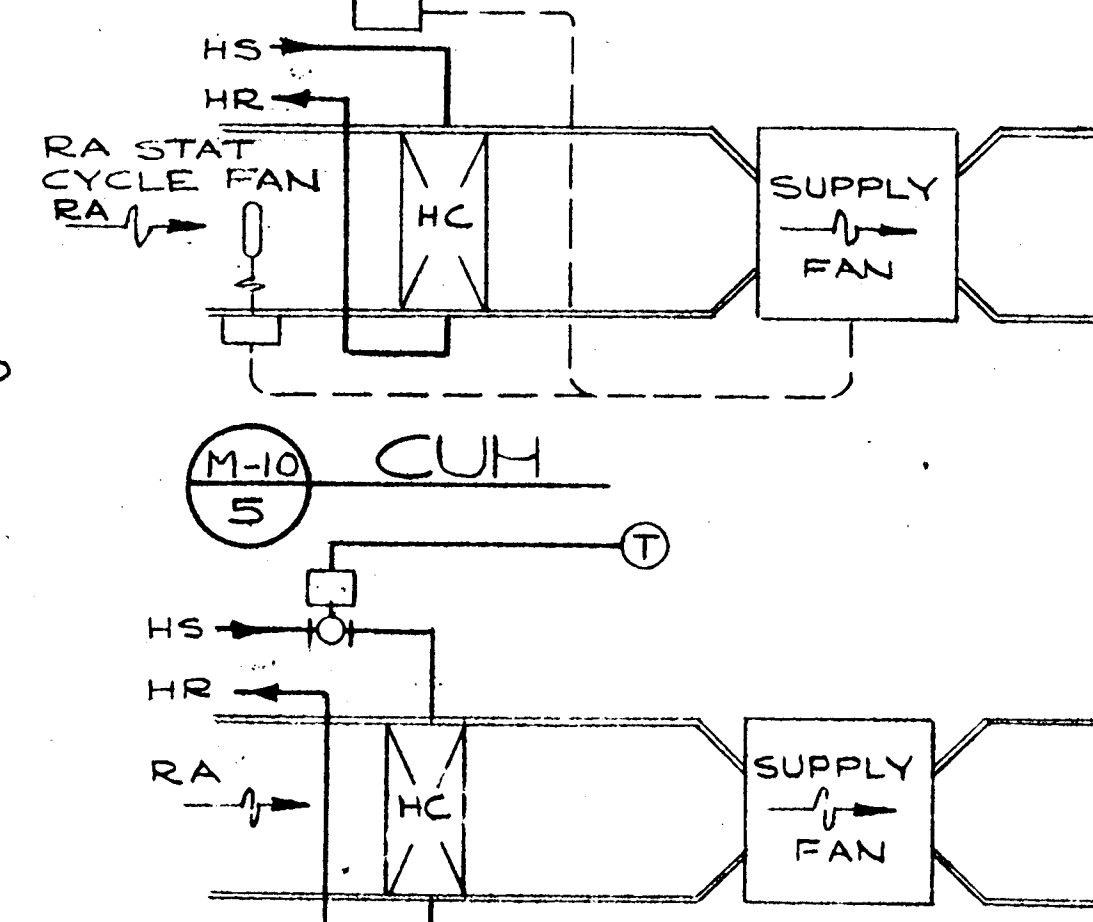 HS
HR
RA STAT
CYCLE FAN
RA
HC
SUPPLY
FAN
M-10
5
CUH
T
HS
HR
RA
HC
SUPPLY
FAN